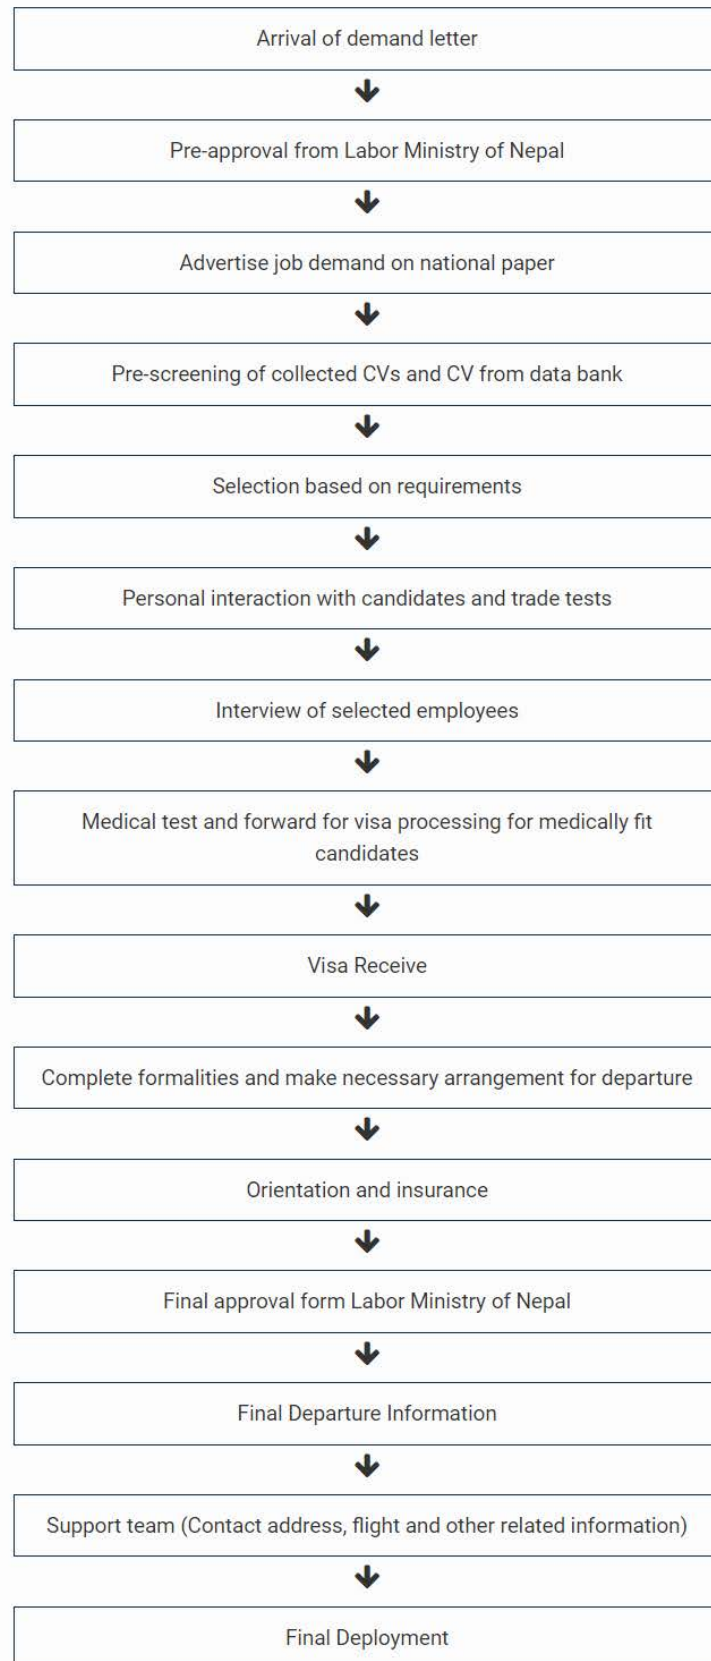 Arrival of demand letter
Pre-approval from Labor Ministry of Nepal
Advertise job demand on national paper
Pre-screening of collected CVs and CV from data bank
Selection based on requirements
Personal interaction with candidates and trade tests
Interview of selected employees
Medical test and forward for visa processing for medically fit
candidates
Visa Receive
Complete formalities and make necessary arrangement for departure
Orientation and insurance
Final approval form Labor Ministry of Nepal
Final Departure Information
Support team (Contact address, flight and other related information)
Final Deployment